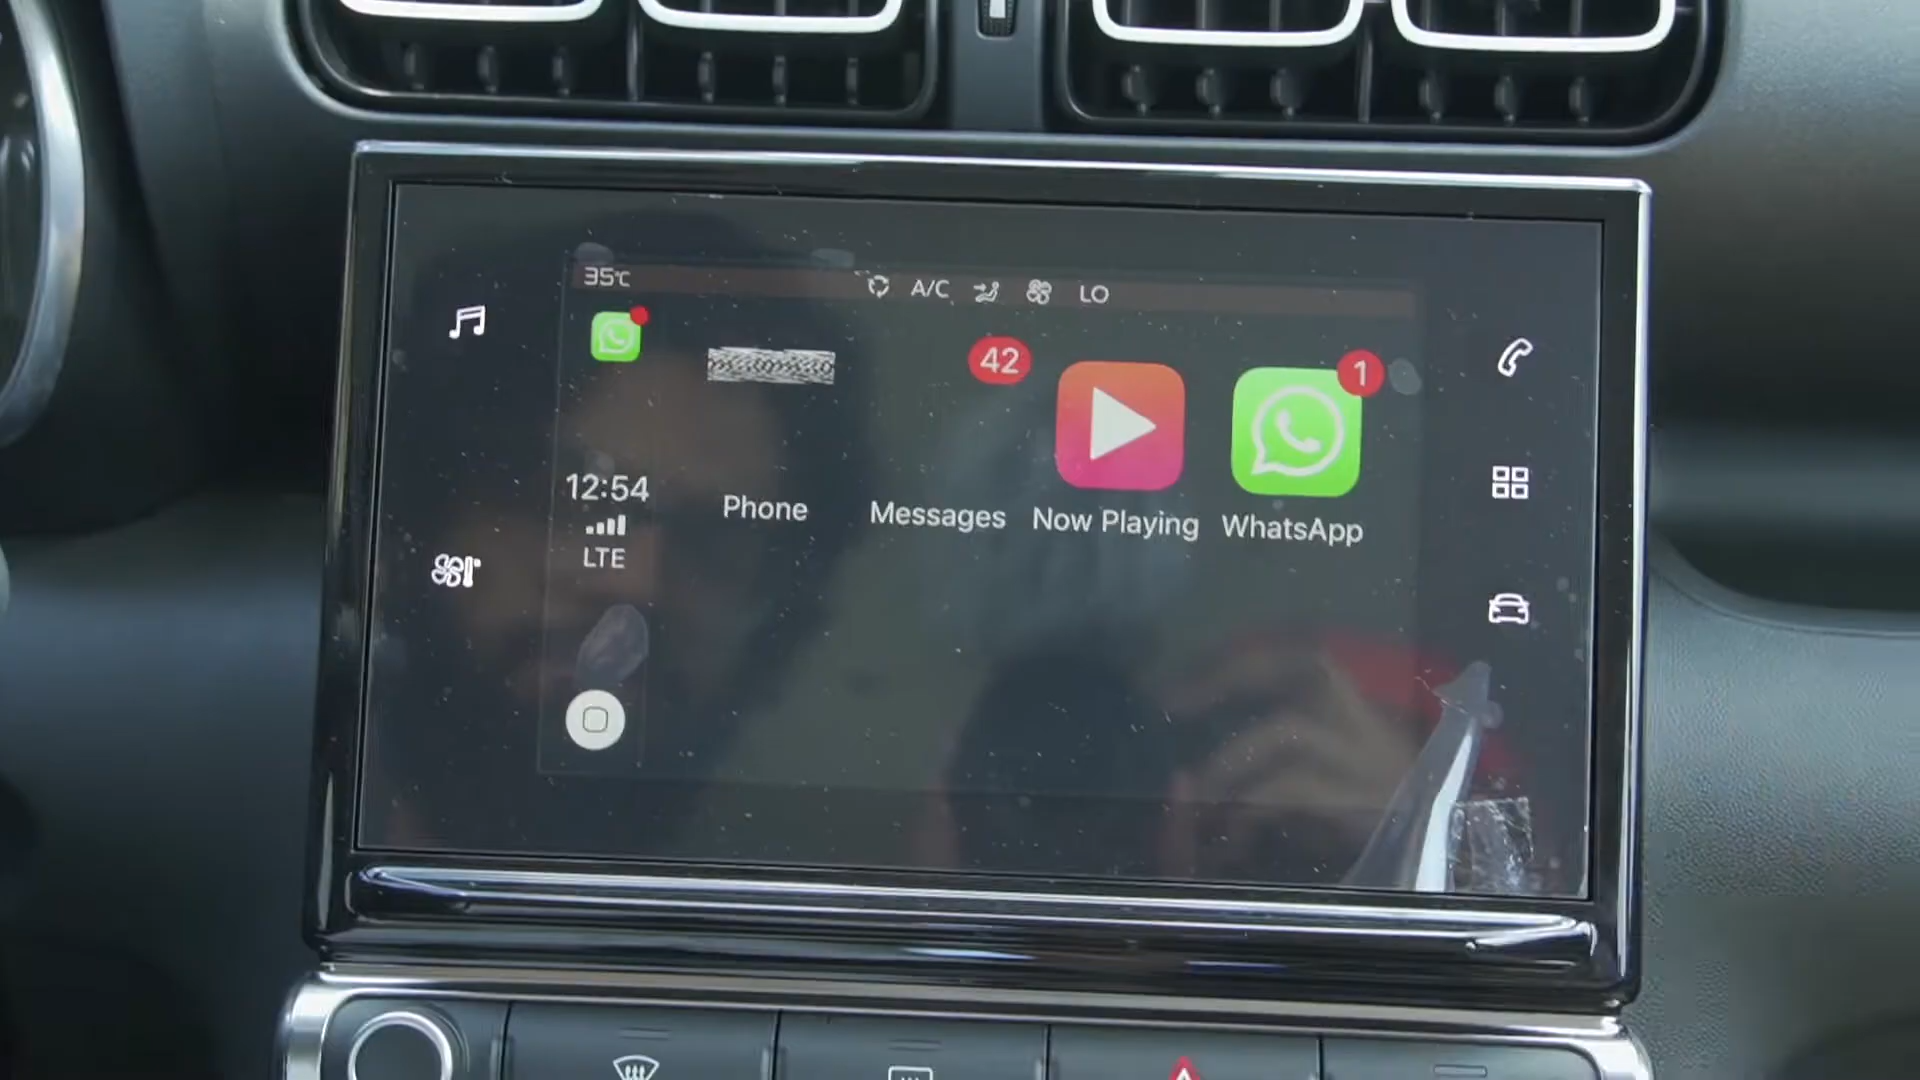 35°C
A/C
LO
42
1
12:54
LTE
Phone
Messages
Now Playing
WhatsApp